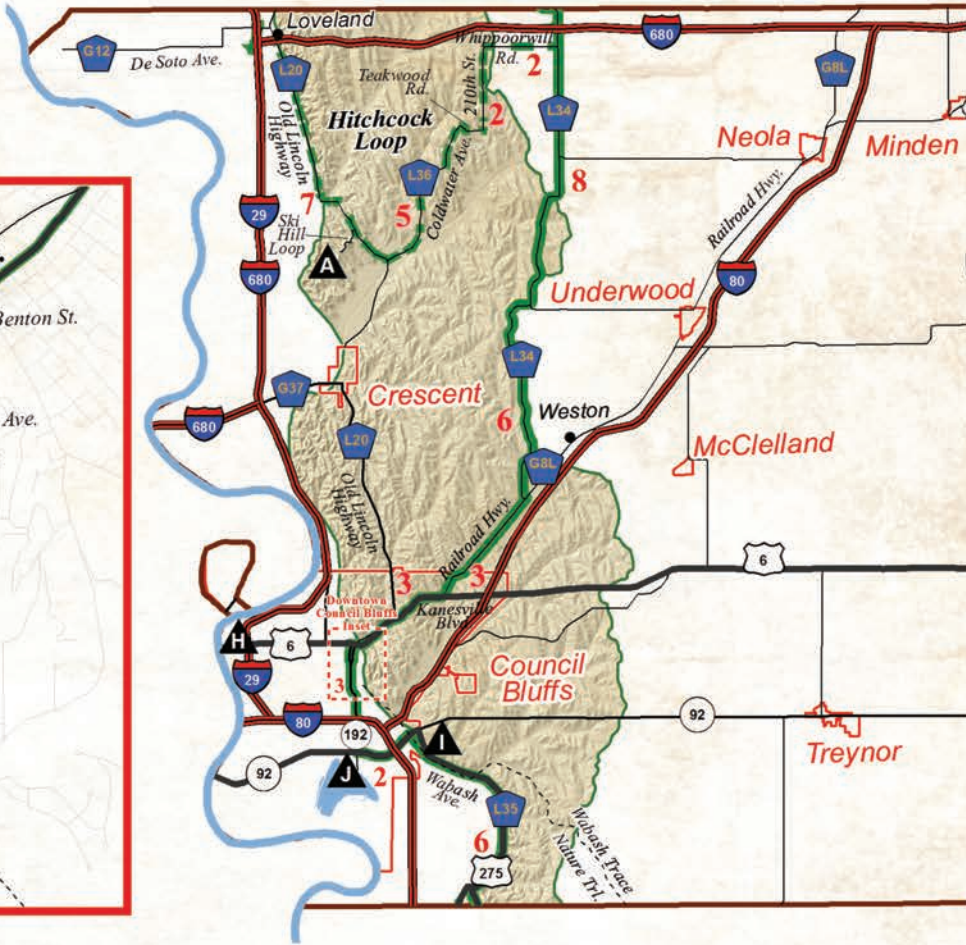 Loveland
680
Whippoorwill
Rd.
2
G12
De Soto Ave.
L20
Teakwood
Rd.
210th St.
2
L34
G8L
Hitchcock
Loop
Old Lincoln
Highway
Neola
Minden
L36
Coldwater Ave.
8
7
5
29
Ski
Hill
Loop
Railroad Hwy.
A
680
80
Underwood
Benton St.
L34
G37
Crescent
Ave.
680
6
Weston
L20
McClelland
G8L
Old Lincoln
Highway
Railroad Hwy.
6
3
3
Downtown
Council Bluffs
Inset
Kanesville
Blvd.
H
6
29
3
Council
Bluffs
80
92
192
I
Treynor
92
J
2
Wabash
Ave.
L35
Wabash Trace
Nature Trl.
6
275